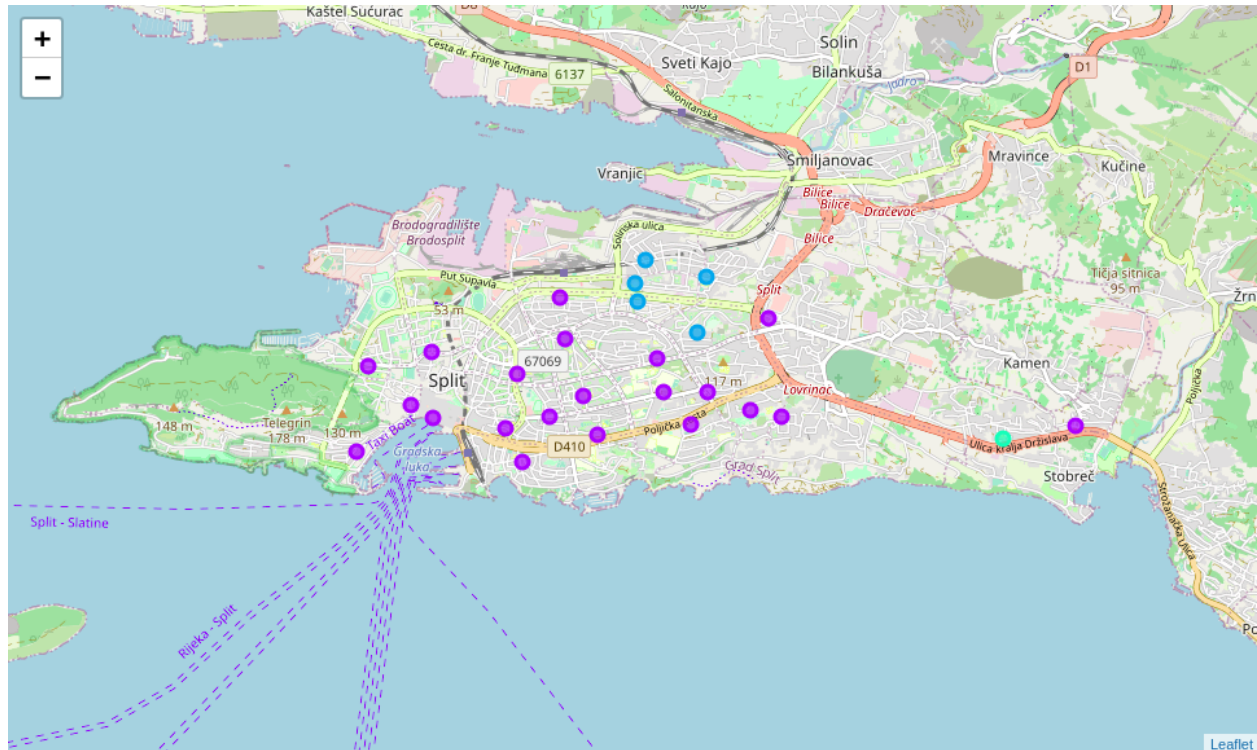 Kaštel Sućurac
D8
Kajo
Solin
+
Cesta dr. Franje Tuđmana
6137
Sveti Kajo
Bilankuša
D1
−
Salonitanska
Jadro
Smiljanovac
Mravince
Kučine
Vranjic
Bilice
Bilice
Dračevac
Brodogradilište
Brodosplit
Solinska ulica
Bilice
Put Supavla
Split
Tičja sitnica
95 m
Žrn
53 m
67069
Kamen
Split
117 m
Lovrinac
Poljička
148 m
Telegrin
178 m
130 m
Taxi Boat
Poljička cesta
Gradska
luka
D410
Ulica kralja Držislava
Grad Split
Stobreč
Split - Slatine
Strožanačka Ulica
Rijeka - Split
Po
Leaflet